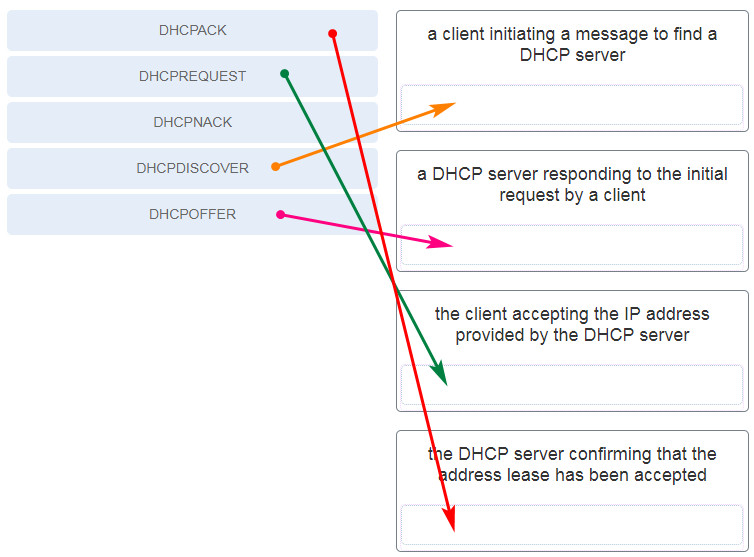 DHCPACK
DHCPREQUEST
DHCPNACK
DHCPDISCOVER
DHCPOFFER
a client initiating a message to find a
DHCP server
a DHCP server responding to the initial
request by a client
the client accepting the IP address
provided by the DHCP server
the DHCP server confirming that the
address lease has been accepted